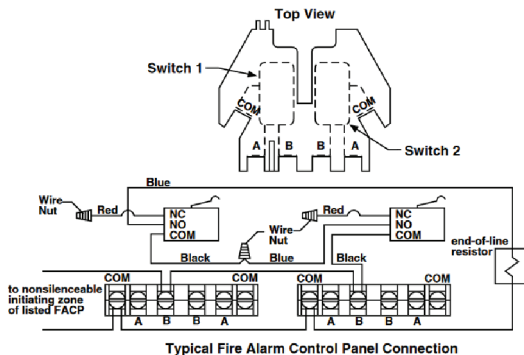 Top View
Switch 1
COM
COM
A B B A
Switch 2
Blue
Wire
Nut
Red
NC
NO
COM
Wire
Nut
Red
NC
NO
COM
end-of-line
resistor
Black
Blue
Black
COM
COM
COM
COM
to nonsilenceable
initiating zone
of listed FACP
A B B A
A B B A
Typical Fire Alarm Control Panel Connection